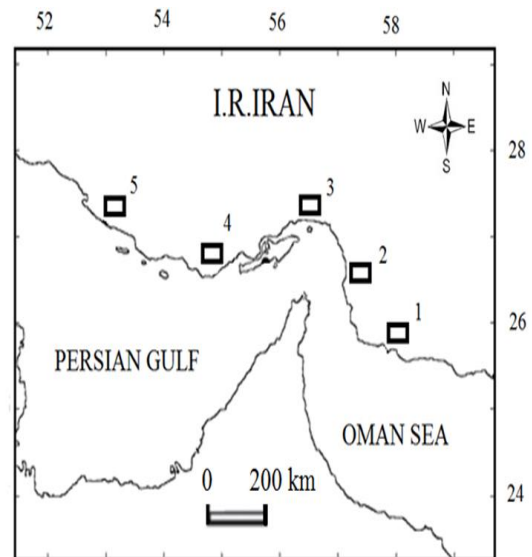 52 54 56 58
I.R.IRAN
N
W E
S
28
5
3
4
2
1
26
PERSIAN GULF
OMAN SEA
0 200 km
24